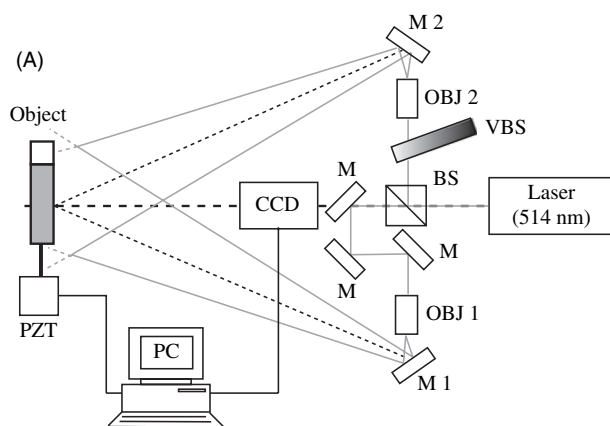 (A)
M 2
Object
OBJ 2
VBS
M
BS
CCD
Laser
(514 nm)
M
M
OBJ 1
PZT
PC
M 1